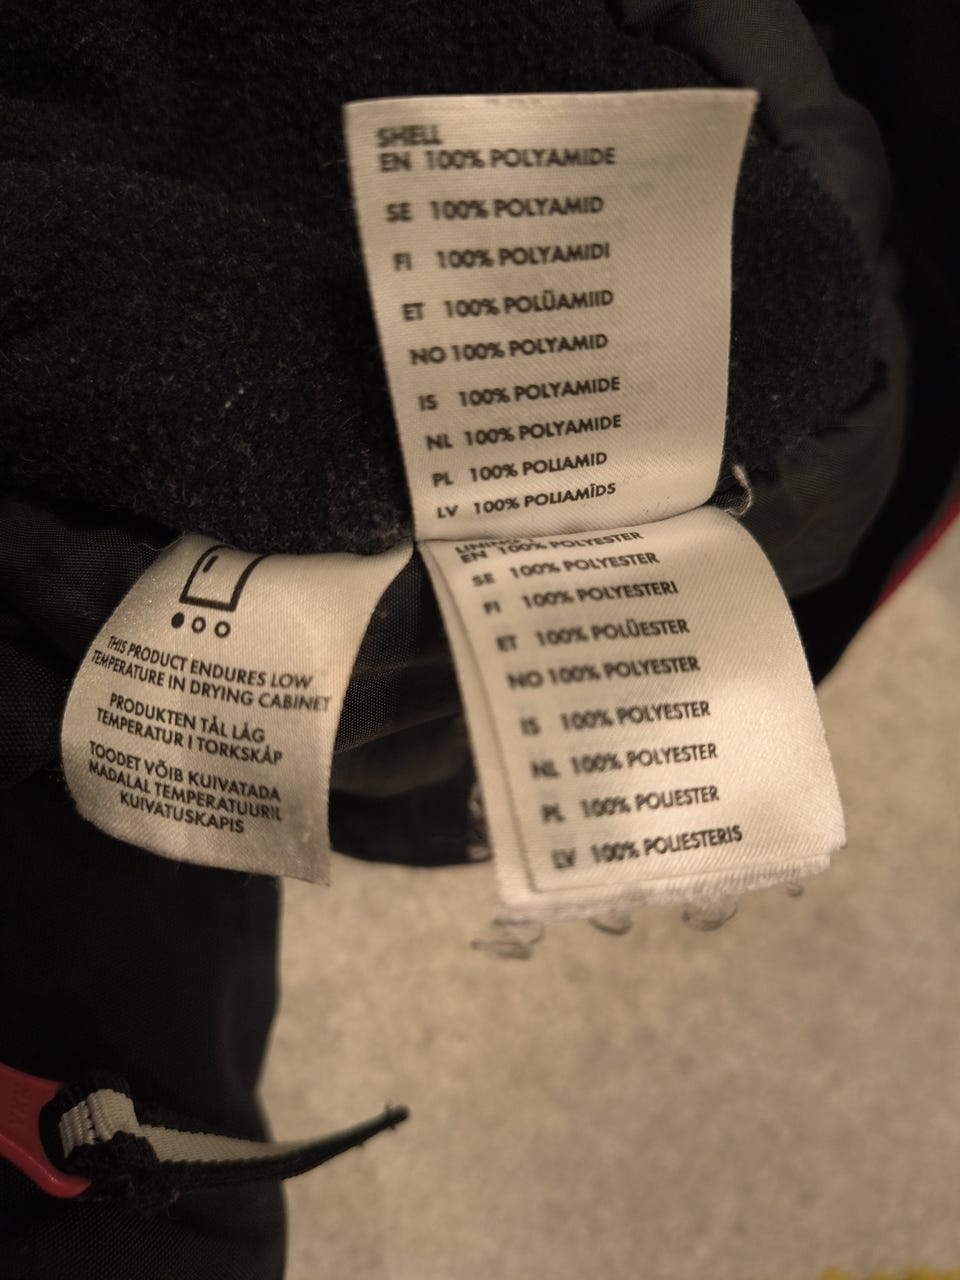 SHELL
EN 100% POLYAMIDE
SE 100% POLYAMID
FI 100% POLYAMIDI
ET 100% POLÜAMIID
NO 100% POLYAMID
IS 100% POLYAMIDE
NL 100% POLYAMIDE
PL 100% POLIAMID
LV 100% POLIAMĪDS
EN 100% POLYESTER
SE 100% POLYESTER
FI 100% POLYESTERI
ET 100% POLÜESTER
NO 100% POLYESTER
IS 100% POLYESTER
NL 100% POLYESTER
PL 100% POLIESTER
LV 100% POLIESTERIS
THIS PRODUCT ENDURES LOW
TEMPERATURE IN DRYING CABINET
PRODUKTEN TÅL LÅG
TEMPERATUR I TORKSKÅP
TOODET VÕIB KUIVATADA
MADALAL TEMPERATUURIL
KUIVATUSKAPIS